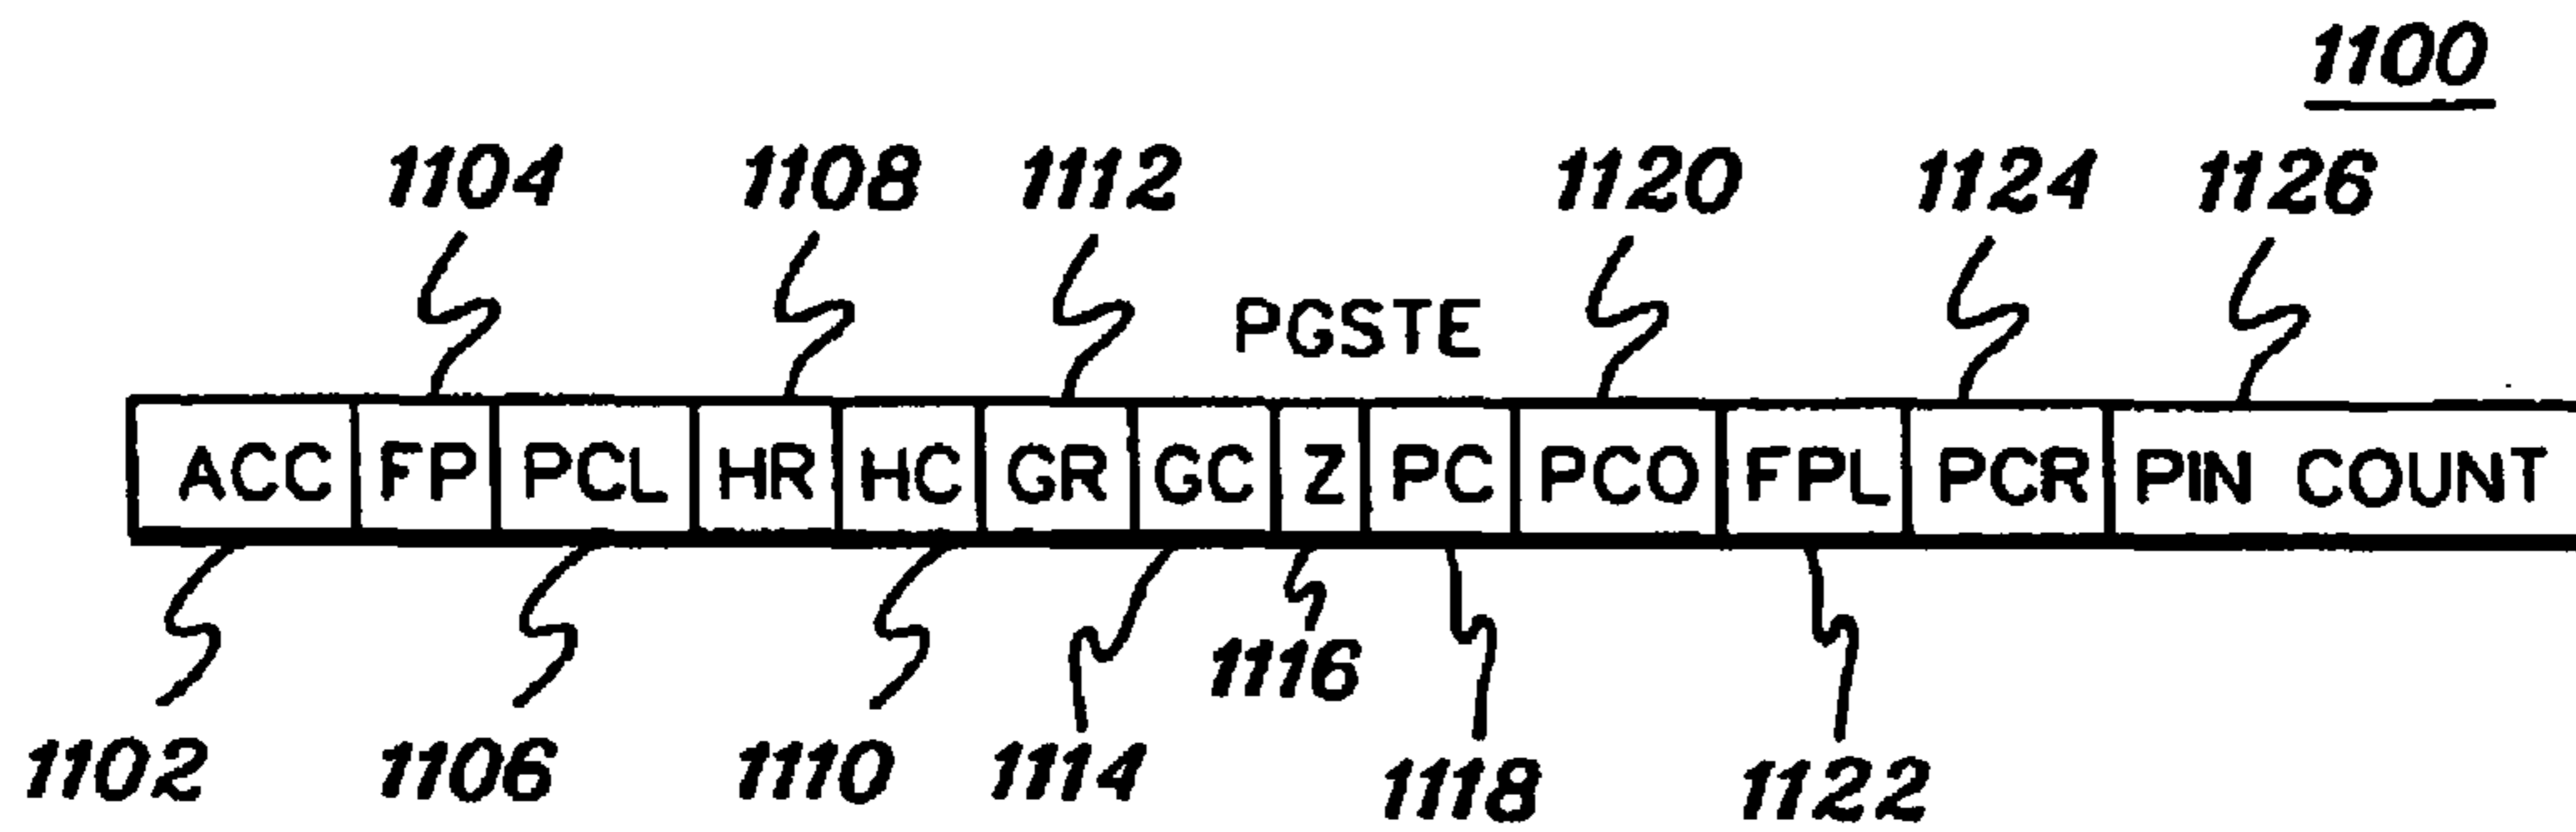 1100
1104 1108 1112 1120 1124 1126
PGSTE
ACC FP PCL HR HC GR GC Z PC PCO FPL PCR PIN COUNT
1116
1102 1106 1110 1114 1118 1122